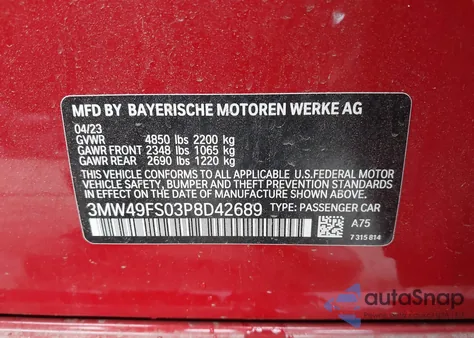 MFD BY BAYERISCHE MOTOREN WERKE AG
04/23
GVWR 4850 lbs 2200 kg
GAWR FRONT 2348 lbs 1065 kg
GAWR REAR 2690 lbs 1220 kg
THIS VEHICLE CONFORMS TO ALL APPLICABLE U.S.FEDERAL MOTOR
VEHICLE SAFETY, BUMPER, AND THEFT PREVENTION STANDARDS IN EFFECT ON THE
DATE OF MANUFACTURE SHOWN ABOVE.
3MW49FS03P8D42689 TYPE: PASSENGER CAR
A75
7 315 814
autoSnap